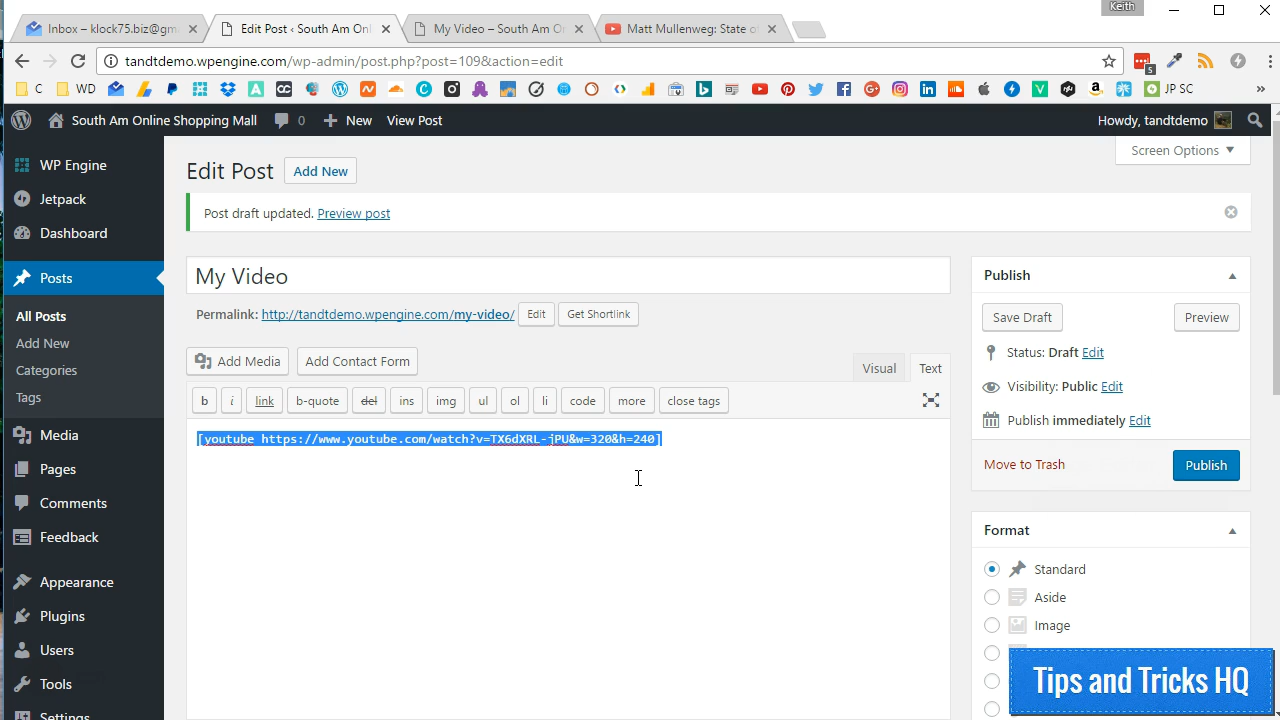 Keith
Inbox – klock75.biz@gm
Edit Post ‹ South Am Onl
My Video – South Am O
Matt Mullenweg: State o
tandtdemo.wpengine.com/wp-admin/post.php?post=109&action=edit
5
C
WD
JP SC
»
South Am Online Shopping Mall
0
New
View Post
Howdy, tandtdemo
WP Engine
Jetpack
Dashboard
Posts
All Posts
Add New
Categories
Tags
Media
Pages
Comments
Feedback
Appearance
Plugins
Users
Tools
Settings
Screen Options
Edit Post
Add New
Post draft updated. Preview post
My Video
Permalink: http://tandtdemo.wpengine.com/my-video/ Edit Get Shortlink
Add Media
Add Contact Form
Visual
Text
b
i
link
b-quote
del
ins
img
ul
ol
li
code
more
close tags
[youtube https://www.youtube.com/watch?v=TX6dXRL-jPU&w=320&h=240]
Publish
Save Draft
Preview
Status: Draft Edit
Visibility: Public Edit
Publish immediately Edit
Move to Trash
Publish
Format
Standard
Aside
Image
Tips and Tricks HQ